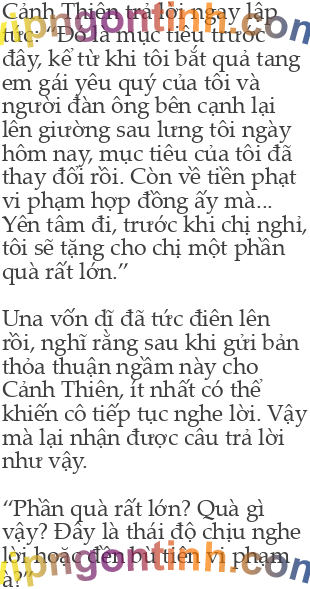 Cảnh Thiên trả lời ngay lập
tức: “Đó là mục tiêu trước
đây, kể từ khi tôi bắt quả tang
em gái yêu quý của tôi và
người đàn ông bên cạnh lại
lên giường sau lưng tôi ngày
hôm nay, mục tiêu của tôi đã
thay đổi rồi. Còn về tiền phạt
vi phạm hợp đồng ấy mà...
Yên tâm đi, trước khi chị nghỉ,
tôi sẽ tặng cho chị một phần
quà rất lớn.”
Una vốn dĩ đã tức điên lên
rồi, nghĩ rằng sau khi gửi bản
thỏa thuận ngầm này cho
Cảnh Thiên, ít nhất có thể
khiến cô tiếp tục nghe lời. Vậy
mà lại nhận được câu trả lời
như vậy.
“Phần quà rất lớn? Quà gì
vậy? Đây là thái độ chịu nghe
lời hoặc đền bù tiền vi phạm
à?”
vipngontinh.com
vipngontinh.com